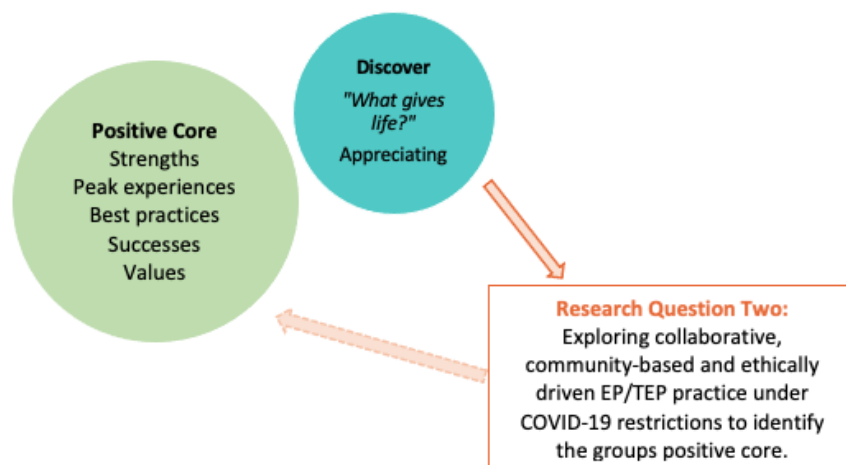 Discover
"What gives
life?"
Appreciating
Positive Core
Strengths
Peak experiences
Best practices
Successes
Values
Research Question Two:
Exploring collaborative,
community-based and ethically
driven EP/TEP practice under
COVID-19 restrictions to identify
the groups positive core.